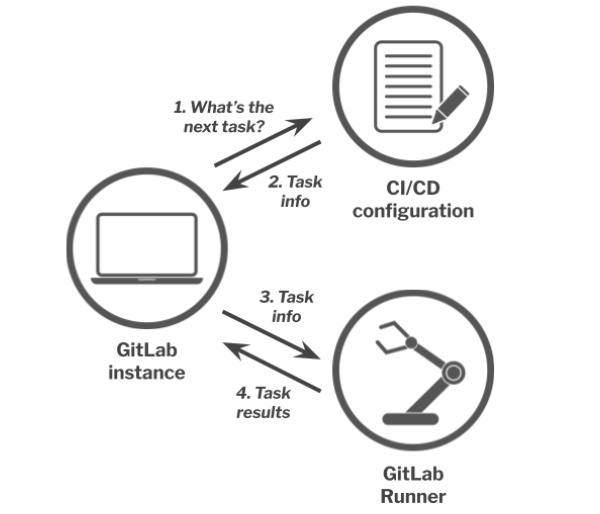 1. What's the
next task?
2. Task
info
CI/CD
configuration
GitLab
instance
3. Task
info
4. Task
results
GitLab
Runner